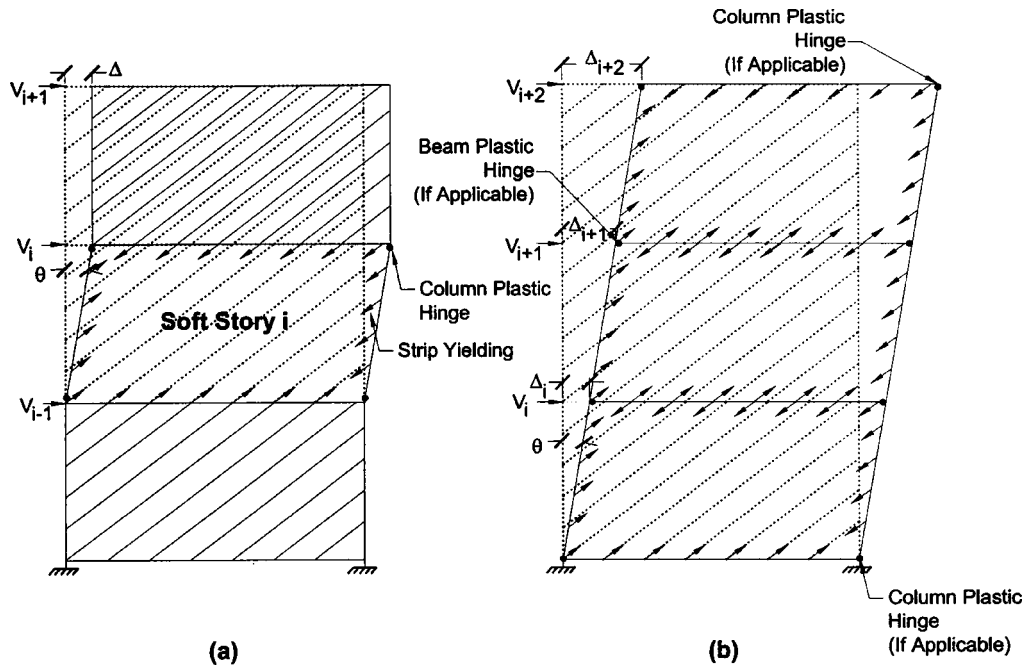 Δ
V_{i+1}
V_i
θ
Soft Story i
Column Plastic
Hinge
Strip Yielding
V_{i-1}
(a)
Column Plastic
Hinge
(If Applicable)
Δ_{i+2}
V_{i+2}
Beam Plastic
Hinge
(If Applicable)
Δ_{i+1}
V_{i+1}
Δ_i
V_i
θ
Column Plastic
Hinge
(If Applicable)
(b)